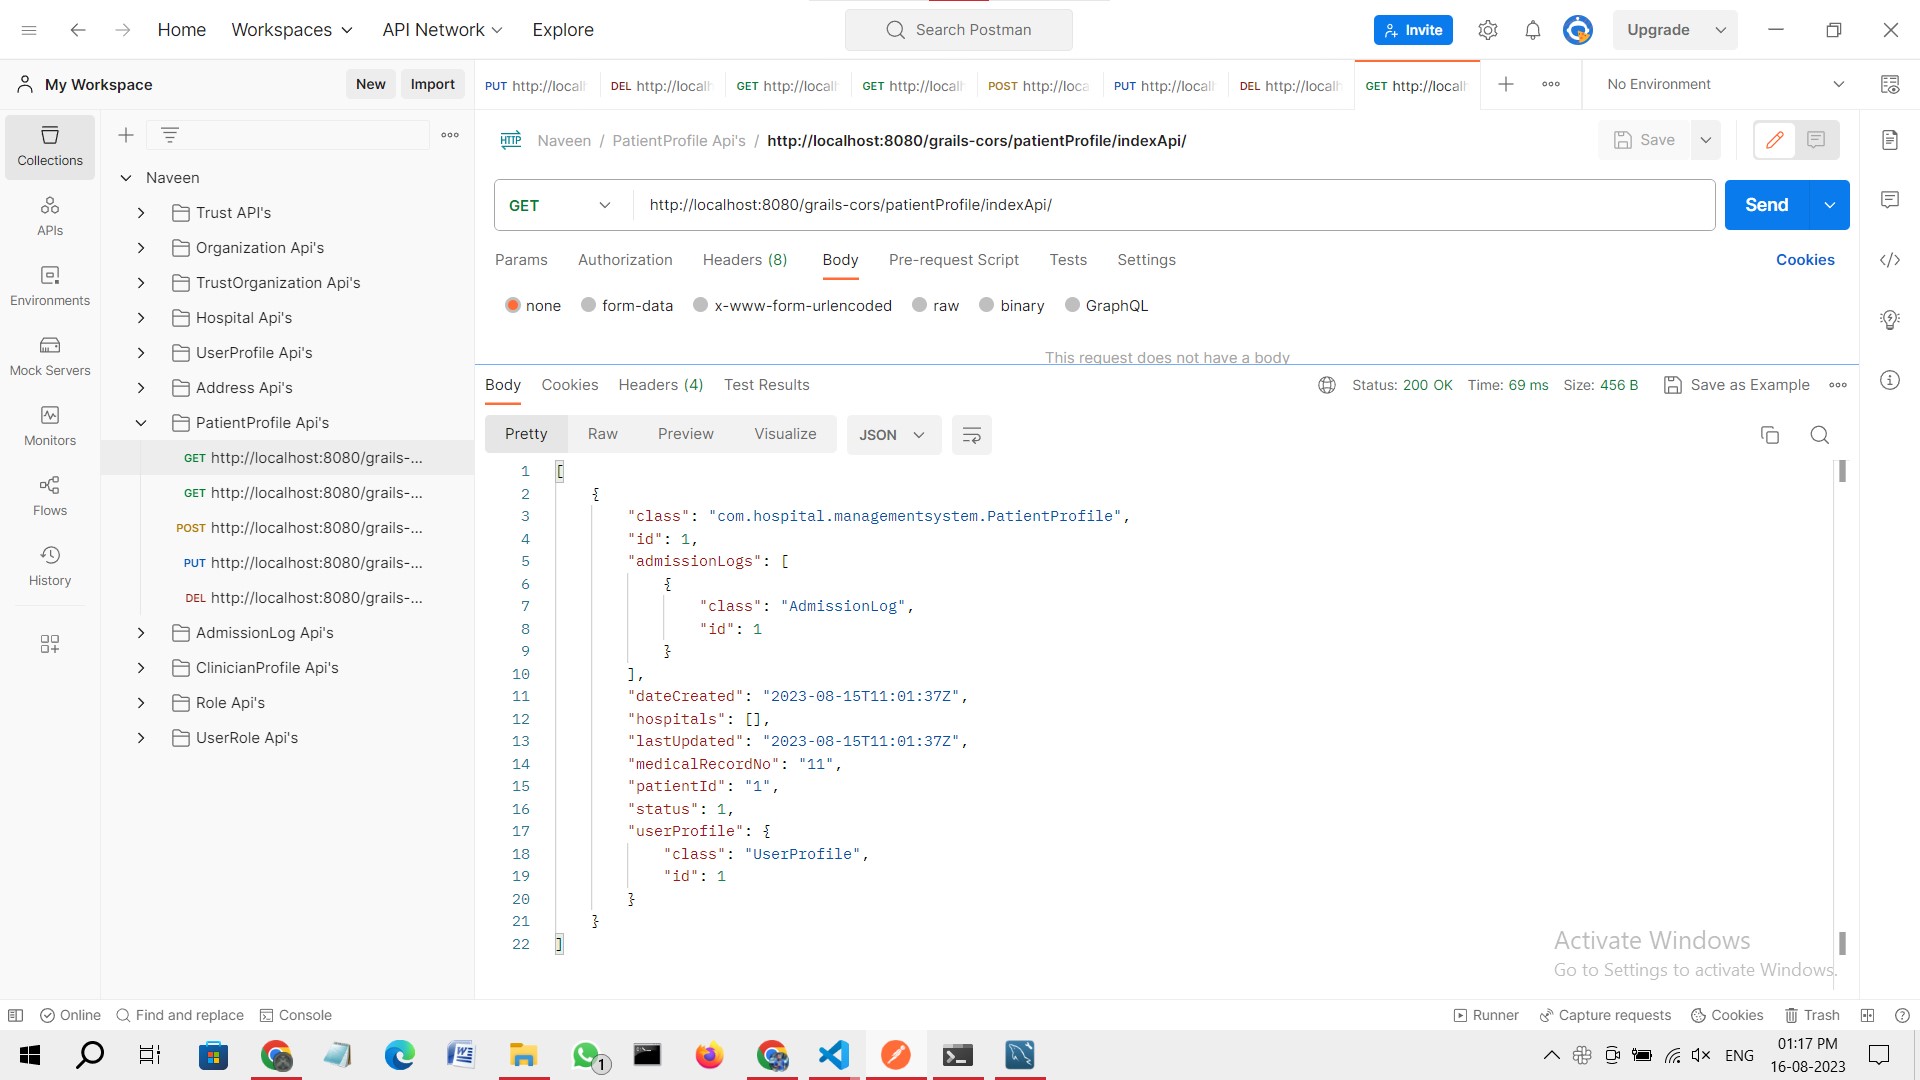 Home
Workspaces
API Network
Explore
Search Postman
Invite
Upgrade
My Workspace
New
Import
PUT http://local
DEL http://local
GET http://local
GET http://local
POST http://loca
PUT http://local
DEL http://local
GET http://local
No Environment
Collections
APIs
Environments
Mock Servers
Monitors
Flows
History
Naveen
Trust API's
Organization Api's
TrustOrganization Api's
Hospital Api's
UserProfile Api's
Address Api's
PatientProfile Api's
GET http://localhost:8080/grails-...
GET http://localhost:8080/grails-...
POST http://localhost:8080/grails-...
PUT http://localhost:8080/grails-...
DEL http://localhost:8080/grails-...
AdmissionLog Api's
ClinicianProfile Api's
Role Api's
UserRole Api's
HTTP Naveen / PatientProfile Api's / http://localhost:8080/grails-cors/patientProfile/indexApi/
Save
GET http://localhost:8080/grails-cors/patientProfile/indexApi/
Send
Params Authorization Headers (8) Body Pre-request Script Tests Settings
Cookies
none form-data x-www-form-urlencoded raw binary GraphQL
This request does not have a body
Body Cookies Headers (4) Test Results
Status: 200 OK Time: 69 ms Size: 456 B Save as Example
Pretty Raw Preview Visualize JSON
1 [
2 {
3 "class": "com.hospital.managementsystem.PatientProfile",
4 "id": 1,
5 "admissionLogs": [
6 {
7 "class": "AdmissionLog",
8 "id": 1
9 }
10 ],
11 "dateCreated": "2023-08-15T11:01:37Z",
12 "hospitals": [],
13 "lastUpdated": "2023-08-15T11:01:37Z",
14 "medicalRecordNo": "11",
15 "patientId": "1",
16 "status": 1,
17 "userProfile": {
18 "class": "UserProfile",
19 "id": 1
20 }
21 }
22 ]
Activate Windows
Go to Settings to activate Windows.
Online
Find and replace
Console
Runner
Capture requests
Cookies
Trash
1
ENG
01:17 PM
16-08-2023